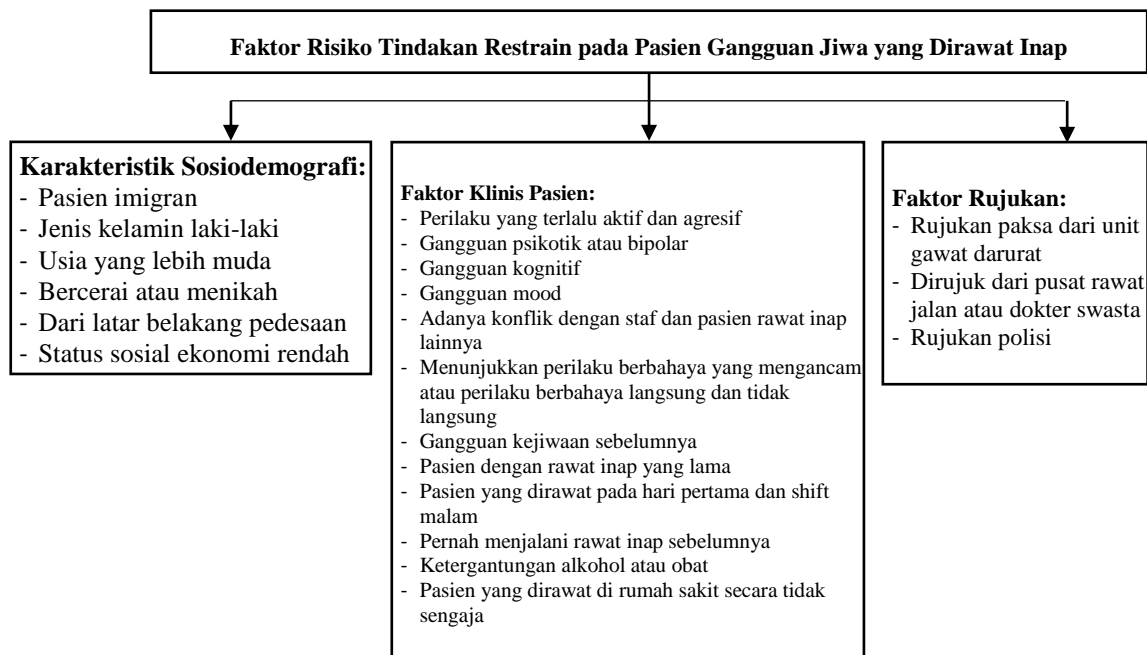 Faktor Risiko Tindakan Restrain pada Pasien Gangguan Jiwa yang Dirawat Inap
Karakteristik Sosiodemografi:
- Pasien imigran
- Jenis kelamin laki-laki
- Usia yang lebih muda
- Bercerai atau menikah
- Dari latar belakang pedesaan
- Status sosial ekonomi rendah
Faktor Klinis Pasien:
- Perilaku yang terlalu aktif dan agresif
- Gangguan psikotik atau bipolar
- Gangguan kognitif
- Gangguan mood
- Adanya konflik dengan staf dan pasien rawat inap
lainnya
- Menunjukkan perilaku berbahaya yang mengancam
atau perilaku berbahaya langsung dan tidak
langsung
- Gangguan kejiwaan sebelumnya
- Pasien dengan rawat inap yang lama
- Pasien yang dirawat pada hari pertama dan shift
malam
- Pernah menjalani rawat inap sebelumnya
- Ketergantungan alkohol atau obat
- Pasien yang dirawat di rumah sakit secara tidak
sengaja
Faktor Rujukan:
- Rujukan paksa dari unit
gawat darurat
- Dirujuk dari pusat rawat
jalan atau dokter swasta
- Rujukan polisi